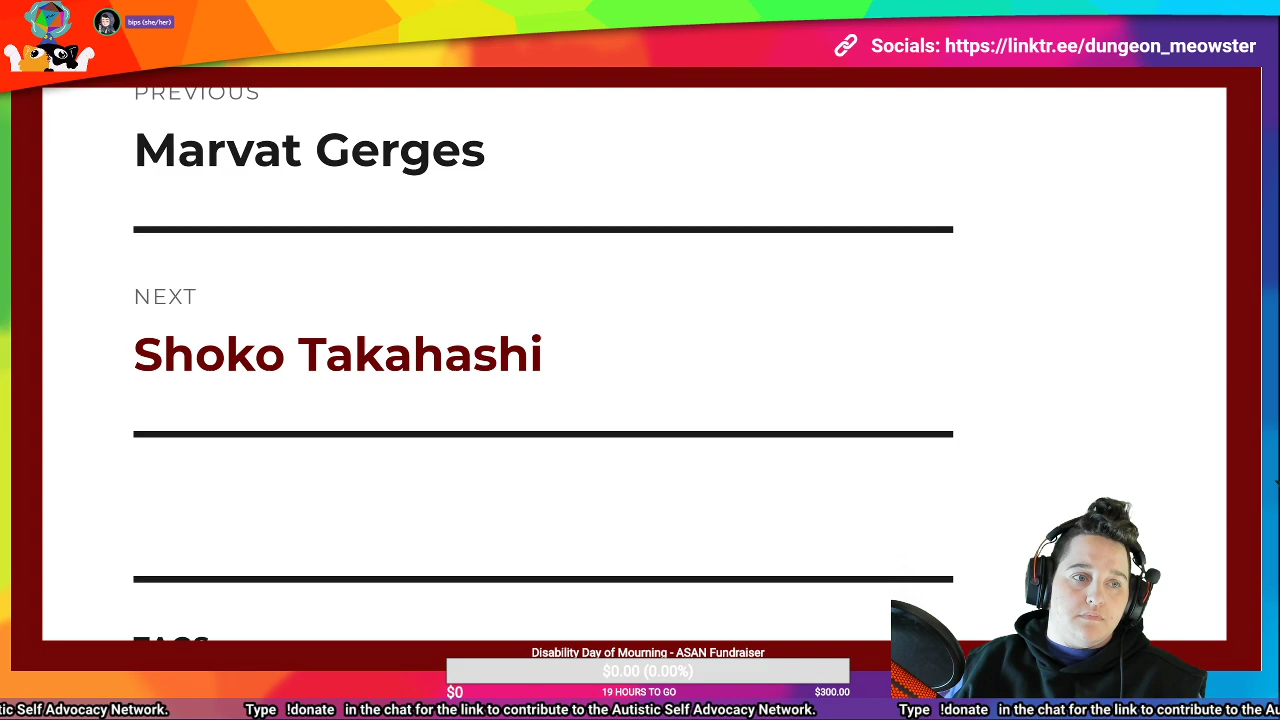 bips (she/her)
Socials: https://linktr.ee/dungeon_meowster
PREVIOUS
Marvat Gerges
NEXT
Shoko Takahashi
TAGS
Disability Day of Mourning - ASAN Fundraiser
$0.00 (0.00%)
$0 19 HOURS TO GO $300.00
tic Self Advocacy Network. Type !donate in the chat for the link to contribute to the Autistic Self Advocacy Network. Type !donate in the chat for the link to contribute to the Au